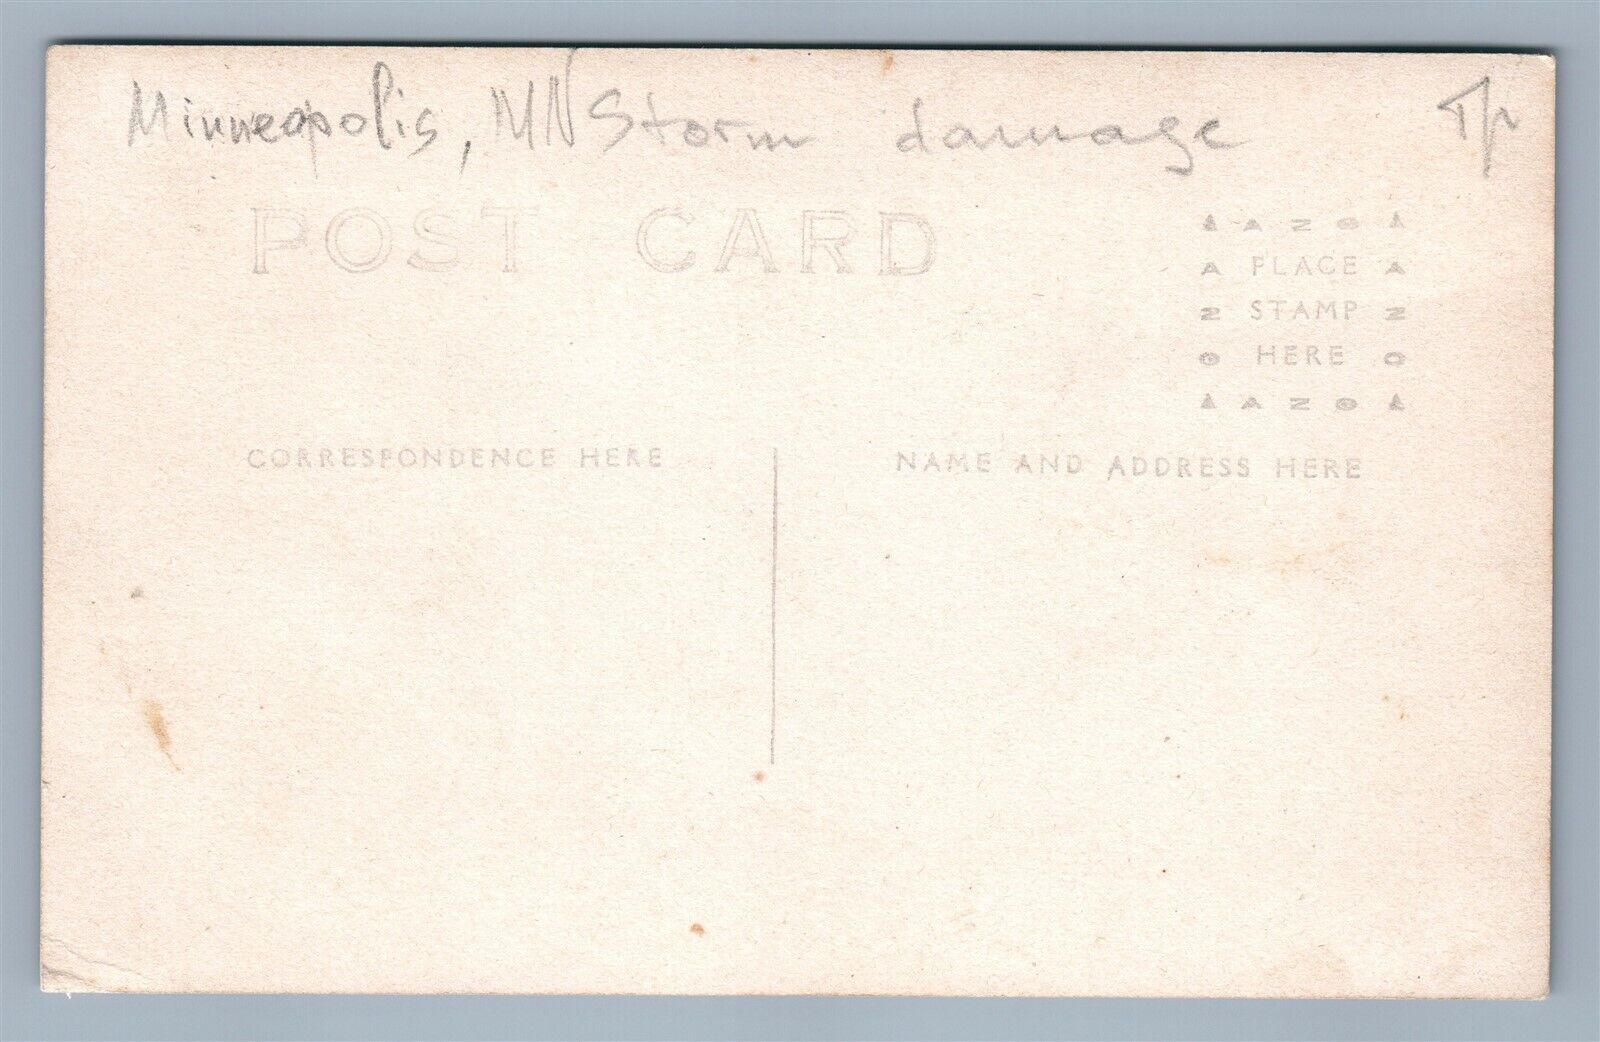 Minneapolis, MN Storm damage
POST CARD
AZO
A PLACE A
Z STAMP Z
O HERE O
AZO
CORRESPONDENCE HERE
NAME AND ADDRESS HERE